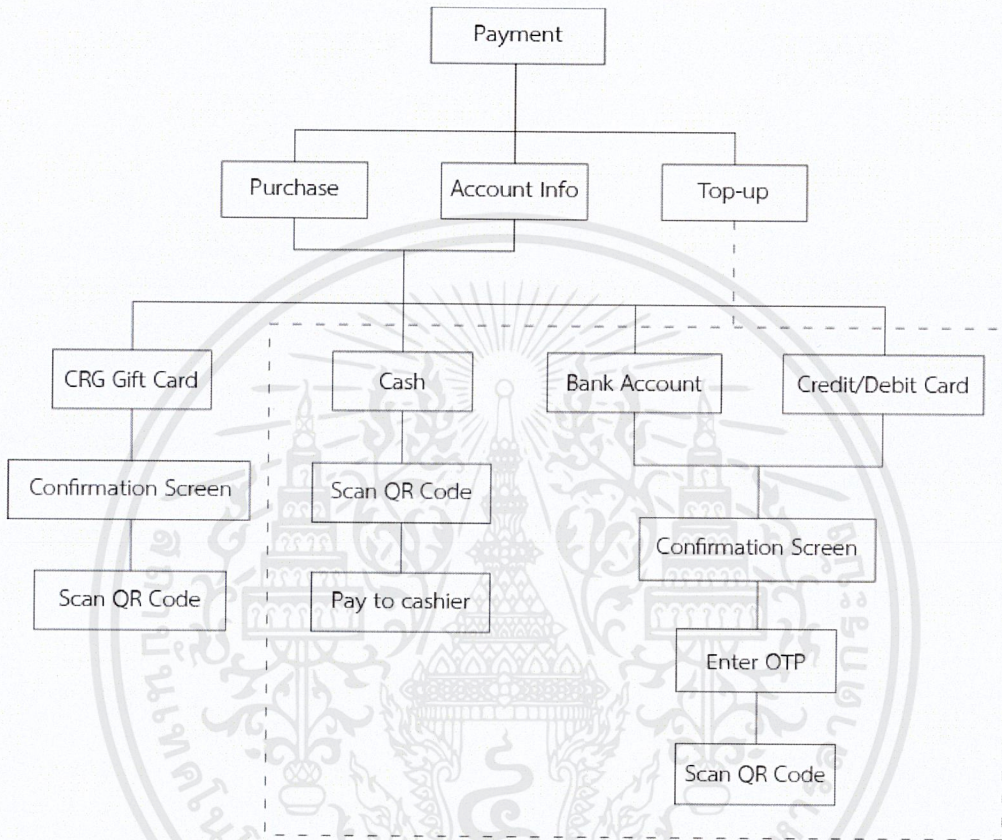 Payment
Purchase
Account Info
Top-up
CRG Gift Card
Cash
Bank Account
Credit/Debit Card
Confirmation Screen
Scan QR Code
Confirmation Screen
Scan QR Code
Pay to cashier
Enter OTP
Scan QR Code